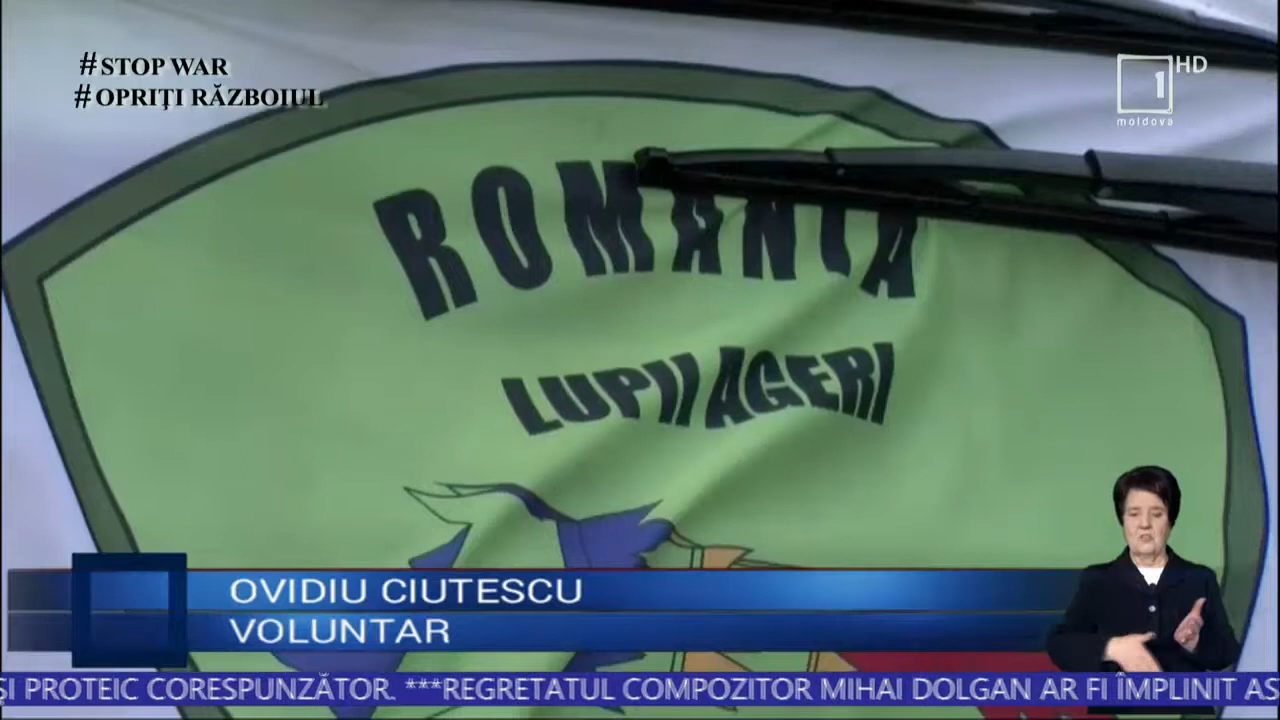 #STOP WAR
#OPRIȚI RĂZBOIUL
1 HD
moldova
ROMANIA
LUPII AGERI
OVIDIU CIUTESCU
VOLUNTAR
ȘI PROTEIC CORESPUNZĂTOR. ***REGRETATUL COMPOZITOR MIHAI DOLGAN AR FI ÎMPLINIT AS